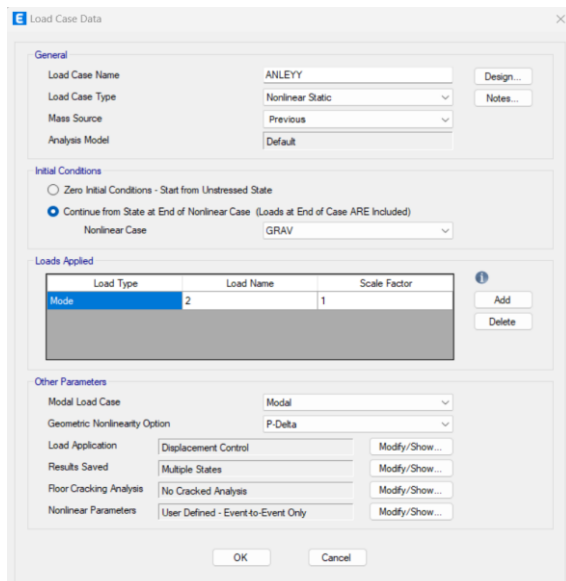 E Load Case Data
General
Load Case Name ANLEYY Design...
Load Case Type Nonlinear Static Notes...
Mass Source Previous
Analysis Model Default
Initial Conditions
Zero Initial Conditions - Start from Unstressed State
Continue from State at End of Nonlinear Case (Loads at End of Case ARE Included)
Nonlinear Case GRAV
Loads Applied
Load Type Load Name Scale Factor
Mode 2 1 Add
Delete
Other Parameters
Modal Load Case Modal
Geometric Nonlinearity Option P-Delta
Load Application Displacement Control Modify/Show...
Results Saved Multiple States Modify/Show...
Floor Cracking Analysis No Cracked Analysis Modify/Show...
Nonlinear Parameters User Defined - Event-to-Event Only Modify/Show...
OK Cancel